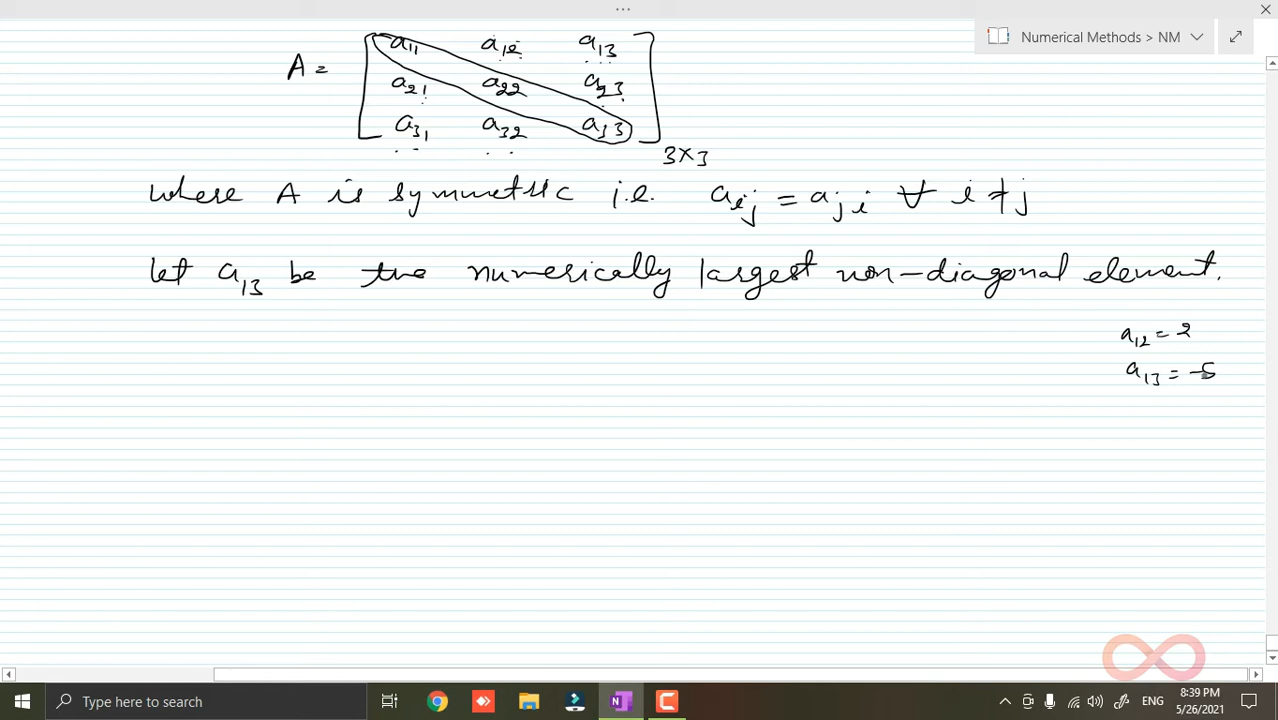 Numerical Methods > NM
a11 a12 a13
A = a21 a22 a23
a31 a32 a33
3×3
where A is symmetric i.e. aij = aji ∀ i ≠ j
let a13 be the numerically largest non-diagonal element.
a12 = 2
a13 = -5
Type here to search
ENG
8:39 PM
5/26/2021